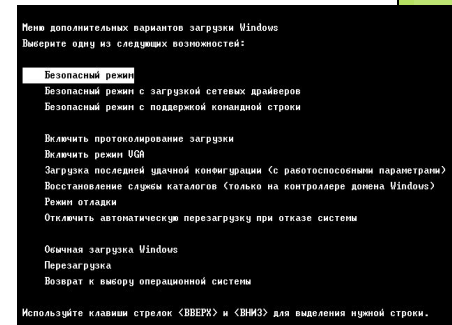 Меню дополнительных вариантов загрузки Windows
Выберите одну из следующих возможностей:
Безопасный режим
Безопасный режим с загрузкой сетевых драйверов
Безопасный режим с поддержкой командной строки
Включить протоколирование загрузки
Включить режим VGA
Загрузка последней удачной конфигурации (с работоспособными параметрами)
Восстановление службы каталогов (только на контроллере домена Windows)
Режим отладки
Отключить автоматическую перезагрузку при отказе системы
Обычная загрузка Windows
Перезагрузка
Возврат к выбору операционной системы
Используйте клавиши стрелок <ВВЕРХ> и <ВНИЗ> для выделения нужной строки.